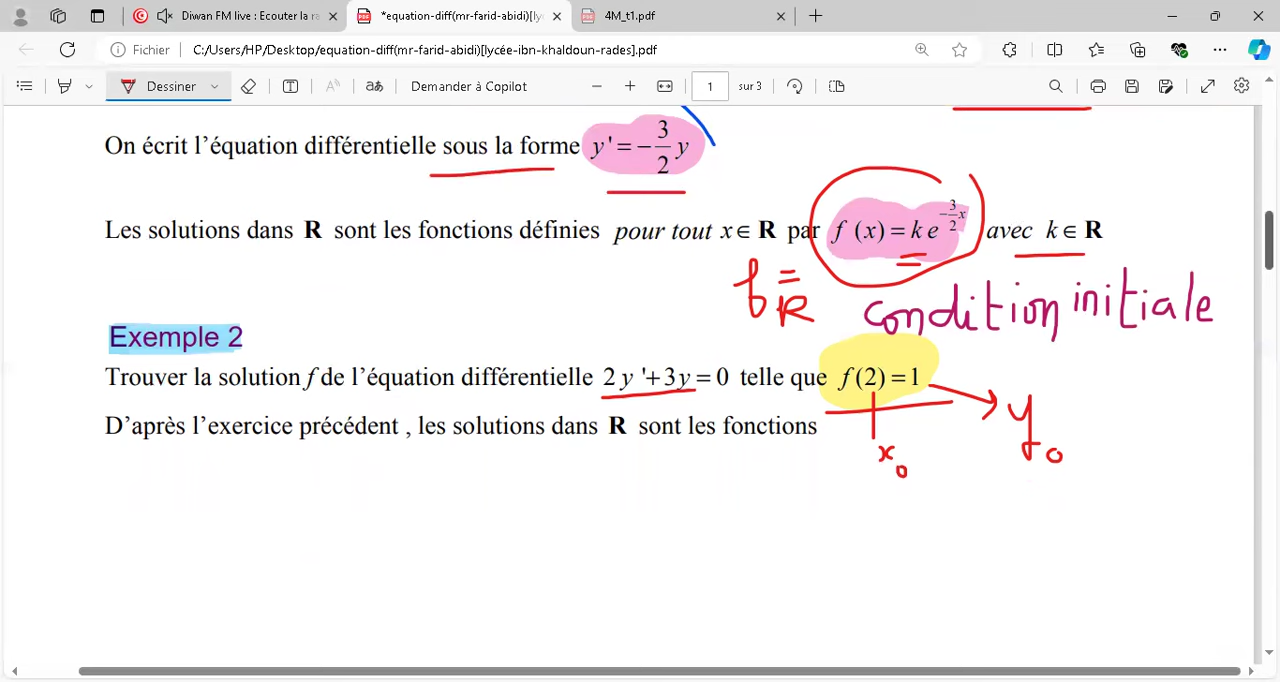 Diwan FM live : Ecouter la ra
*equation-diff(mr-farid-abidi)[lyc
4M_t1.pdf
Fichier C:/Users/HP/Desktop/equation-diff(mr-farid-abidi)[lycée-ibn-khaldoun-rades].pdf
Dessiner aあ Demander à Copilot 1 sur 3
On écrit l’équation différentielle sous la forme y' = -3/2 y
Les solutions dans R sont les fonctions définies pour tout x ∈ R par f (x) = k e^(-3/2 x) avec k ∈ R
R
condition initiale
Exemple 2
Trouver la solution f de l’équation différentielle 2 y '+3y = 0 telle que f (2) = 1
y0
D’après l’exercice précédent , les solutions dans R sont les fonctions
x0